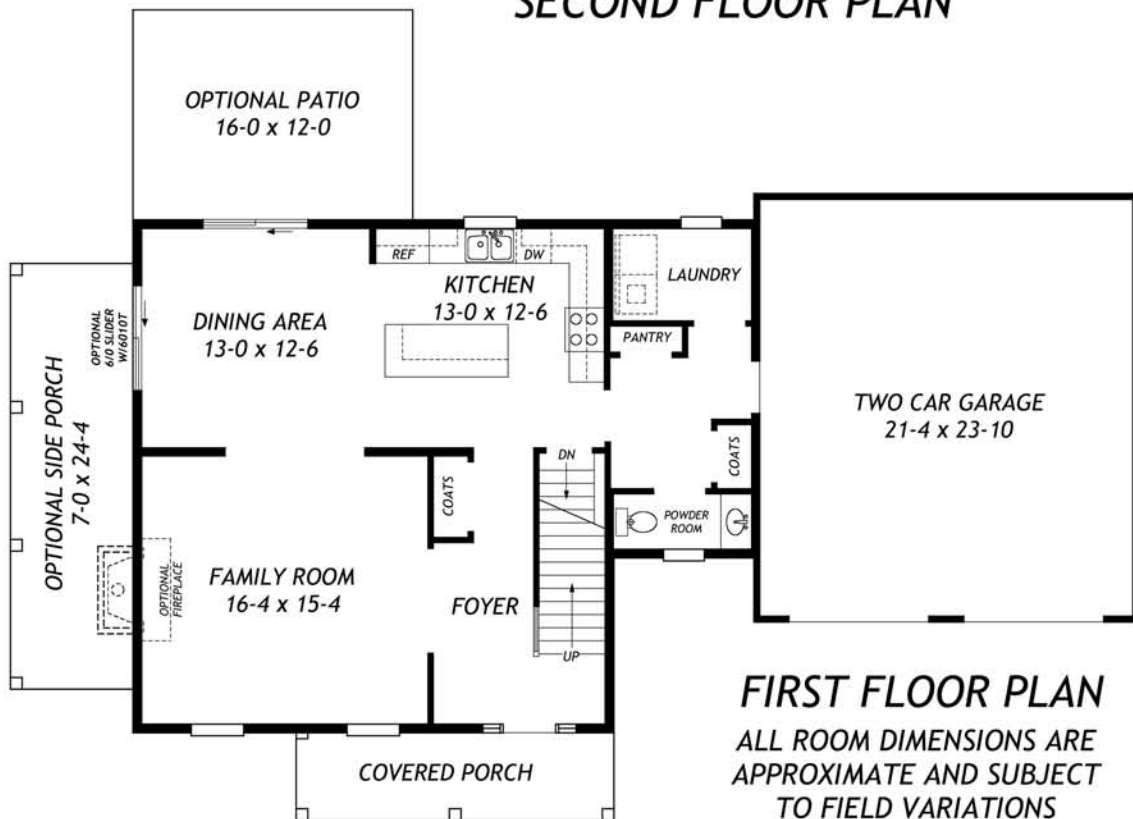 SECOND FLOOR PLAN
OPTIONAL PATIO
16-0 x 12-0
REF
DW
KITCHEN
13-0 x 12-6
LAUNDRY
PANTRY
DINING AREA
13-0 x 12-6
OPTIONAL
6/0 SLIDER
W/6010T
OPTIONAL SIDE PORCH
7-0 x 24-4
TWO CAR GARAGE
21-4 x 23-10
COATS
DN
COATS
POWDER
ROOM
FAMILY ROOM
16-4 x 15-4
OPTIONAL
FIREPLACE
FOYER
UP
COVERED PORCH
FIRST FLOOR PLAN
ALL ROOM DIMENSIONS ARE
APPROXIMATE AND SUBJECT
TO FIELD VARIATIONS